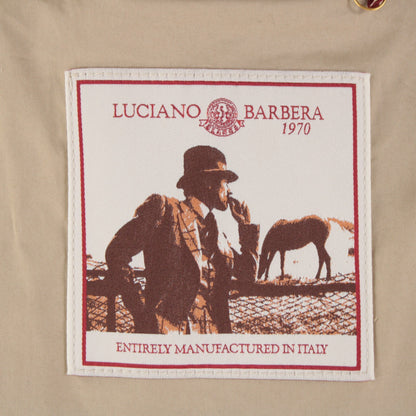 LUCIANO BARBERA
1970
ENTIRELY MANUFACTURED IN ITALY